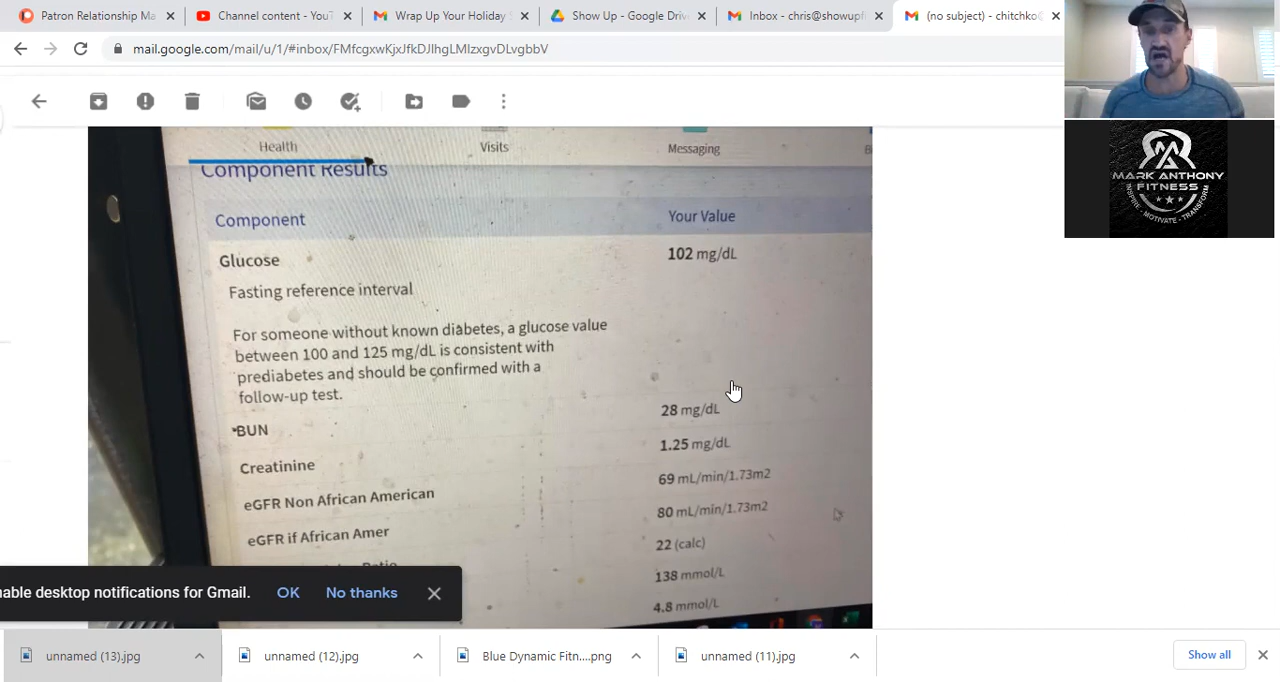 Patron Relationship Ma
Channel content - YouT
Wrap Up Your Holiday
Show Up - Google Driv
Inbox - chris@showupf
(no subject) - chitchko
mail.google.com/mail/u/1/#inbox/FMfcgxwKjxJfkDJlhgLMlzxgvDLvgbbV
Health
Visits
Messaging
Component Results
Component
Your Value
Glucose
102 mg/dL
Fasting reference interval
For someone without known diabetes, a glucose value
between 100 and 125 mg/dL is consistent with
prediabetes and should be confirmed with a
follow-up test.
BUN
28 mg/dL
Creatinine
1.25 mg/dL
eGFR Non African American
69 mL/min/1.73m2
eGFR if African Amer
80 mL/min/1.73m2
Ratio
22 (calc)
138 mmol/L
4.8 mmol/L
MARK ANTHONY
FITNESS
INSPIRE - MOTIVATE - TRANSFORM
nable desktop notifications for Gmail.
OK
No thanks
unnamed (13).jpg
unnamed (12).jpg
Blue Dynamic Fitn....png
unnamed (11).jpg
Show all